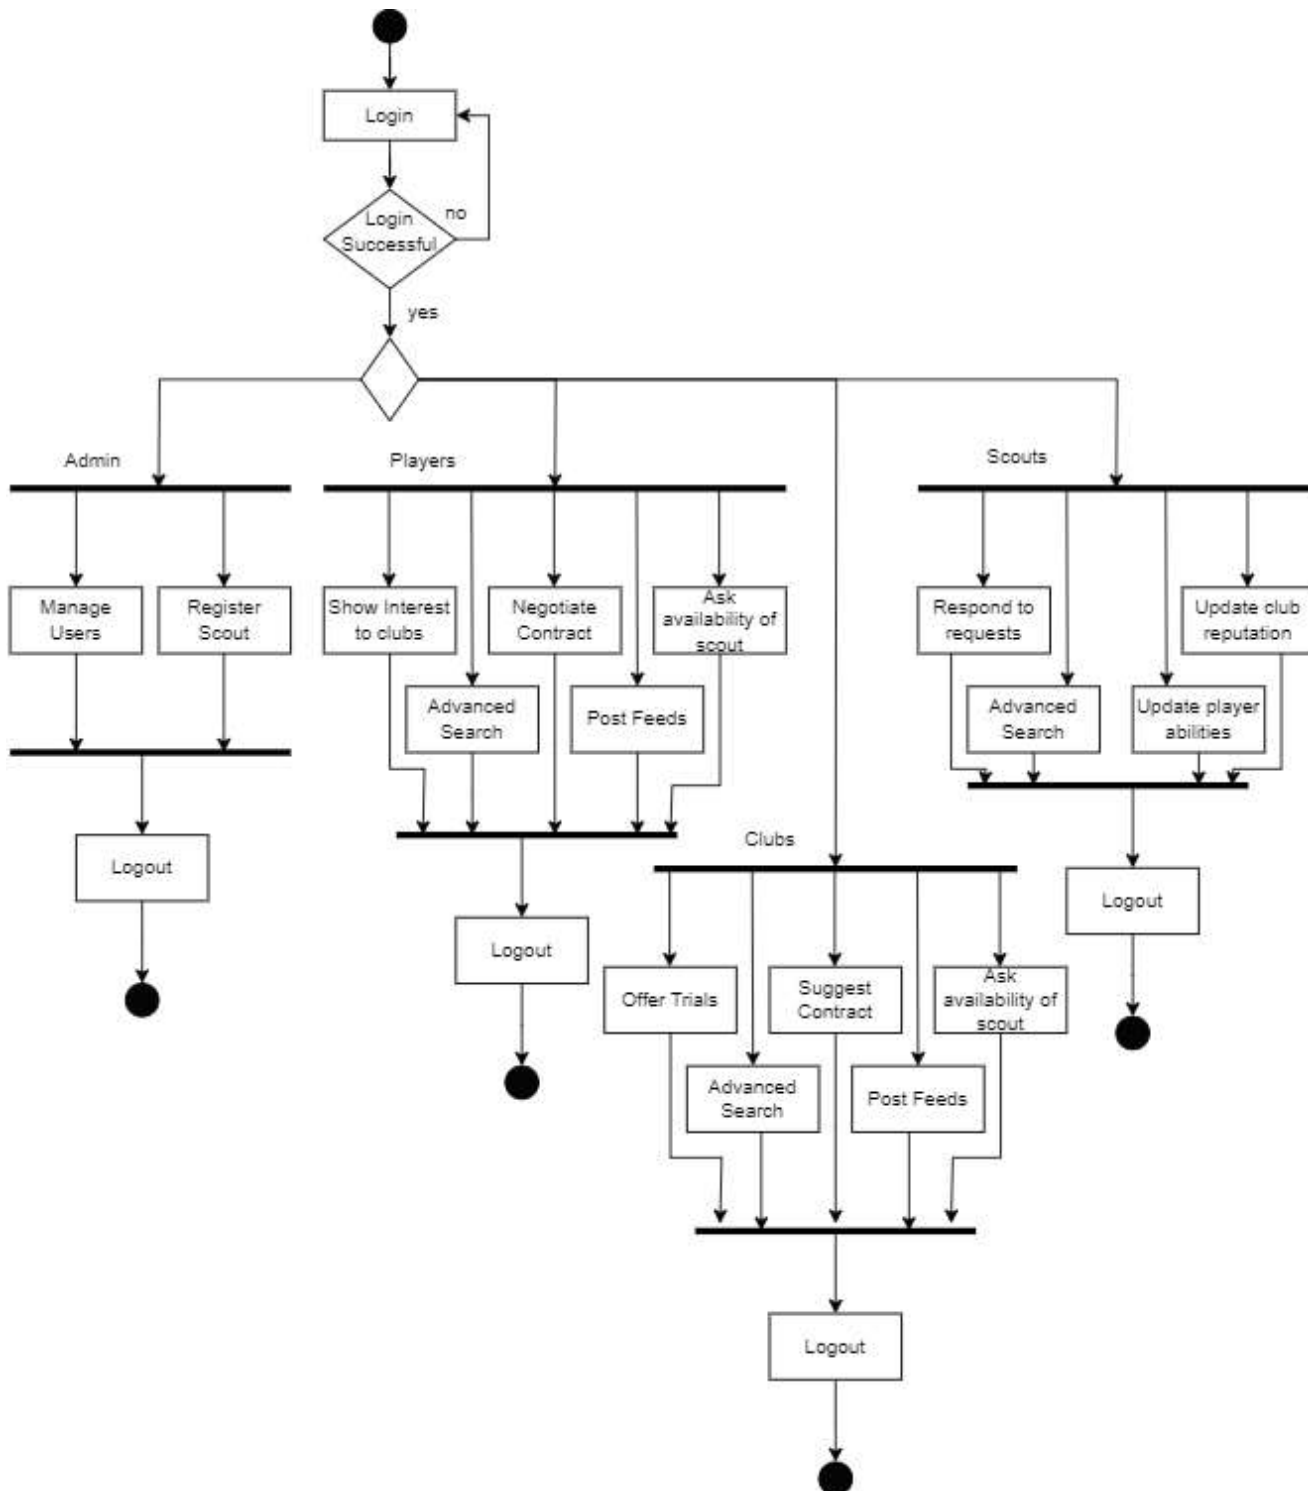 Login
Login
Successful
no
yes
Admin
Players
Scouts
Manage
Users
Register
Scout
Show Interest
to clubs
Negotiate
Contract
Ask
availability of
scout
Respond to
requests
Update club
reputation
Advanced
Search
Post Feeds
Advanced
Search
Update player
abilities
Logout
Clubs
Logout
Logout
Offer Trials
Suggest
Contract
Ask
availability of
scout
Advanced
Search
Post Feeds
Logout